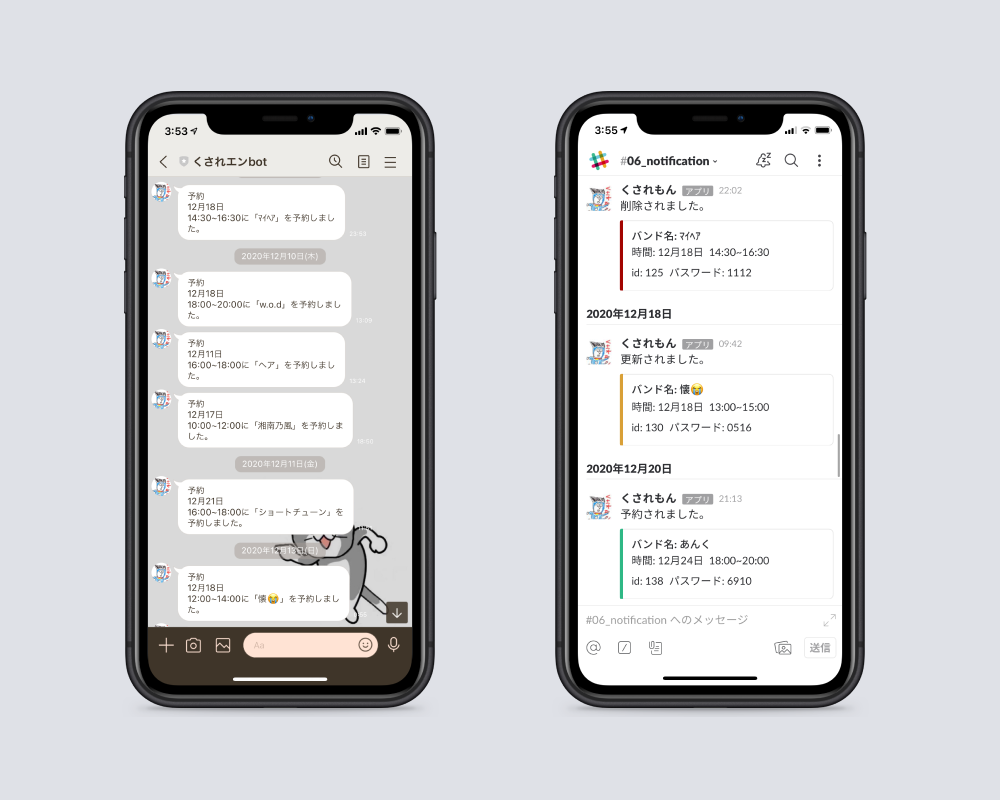 3:53
くされエンbot
予約
12月18日
14:30~16:30に「ﾏｲﾍｱ」を予約しまし
た。
2020年12月10日(木)
予約
12月18日
18:00~20:00に「w.o.d」を予約しまし
た。
予約
12月11日
16:00~18:00に「ヘア」を予約しまし
た。
13:24
予約
12月17日
10:00~12:00に「湘南乃風」を予約しま
した。
2020年12月11日(金)
予約
12月21日
16:00~18:00に「ショートチューン」を
予約しました。
2020年12月13日(日)
予約
12月18日
12:00~14:00に「懐😭」を予約しまし
た。
Aa
3:55
#06_notification
くされもん アプリ 22:02
削除されました。
バンド名: ﾏｲﾍｱ
時間: 12月18日 14:30~16:30
id: 125 パスワード: 1112
2020年12月18日
くされもん アプリ 09:42
更新されました。
バンド名: 懐😭
時間: 12月18日 13:00~15:00
id: 130 パスワード: 0516
2020年12月20日
くされもん アプリ 21:13
予約されました。
バンド名: あんく
時間: 12月24日 18:00~20:00
id: 138 パスワード: 6910
#06_notification へのメッセージ
送信